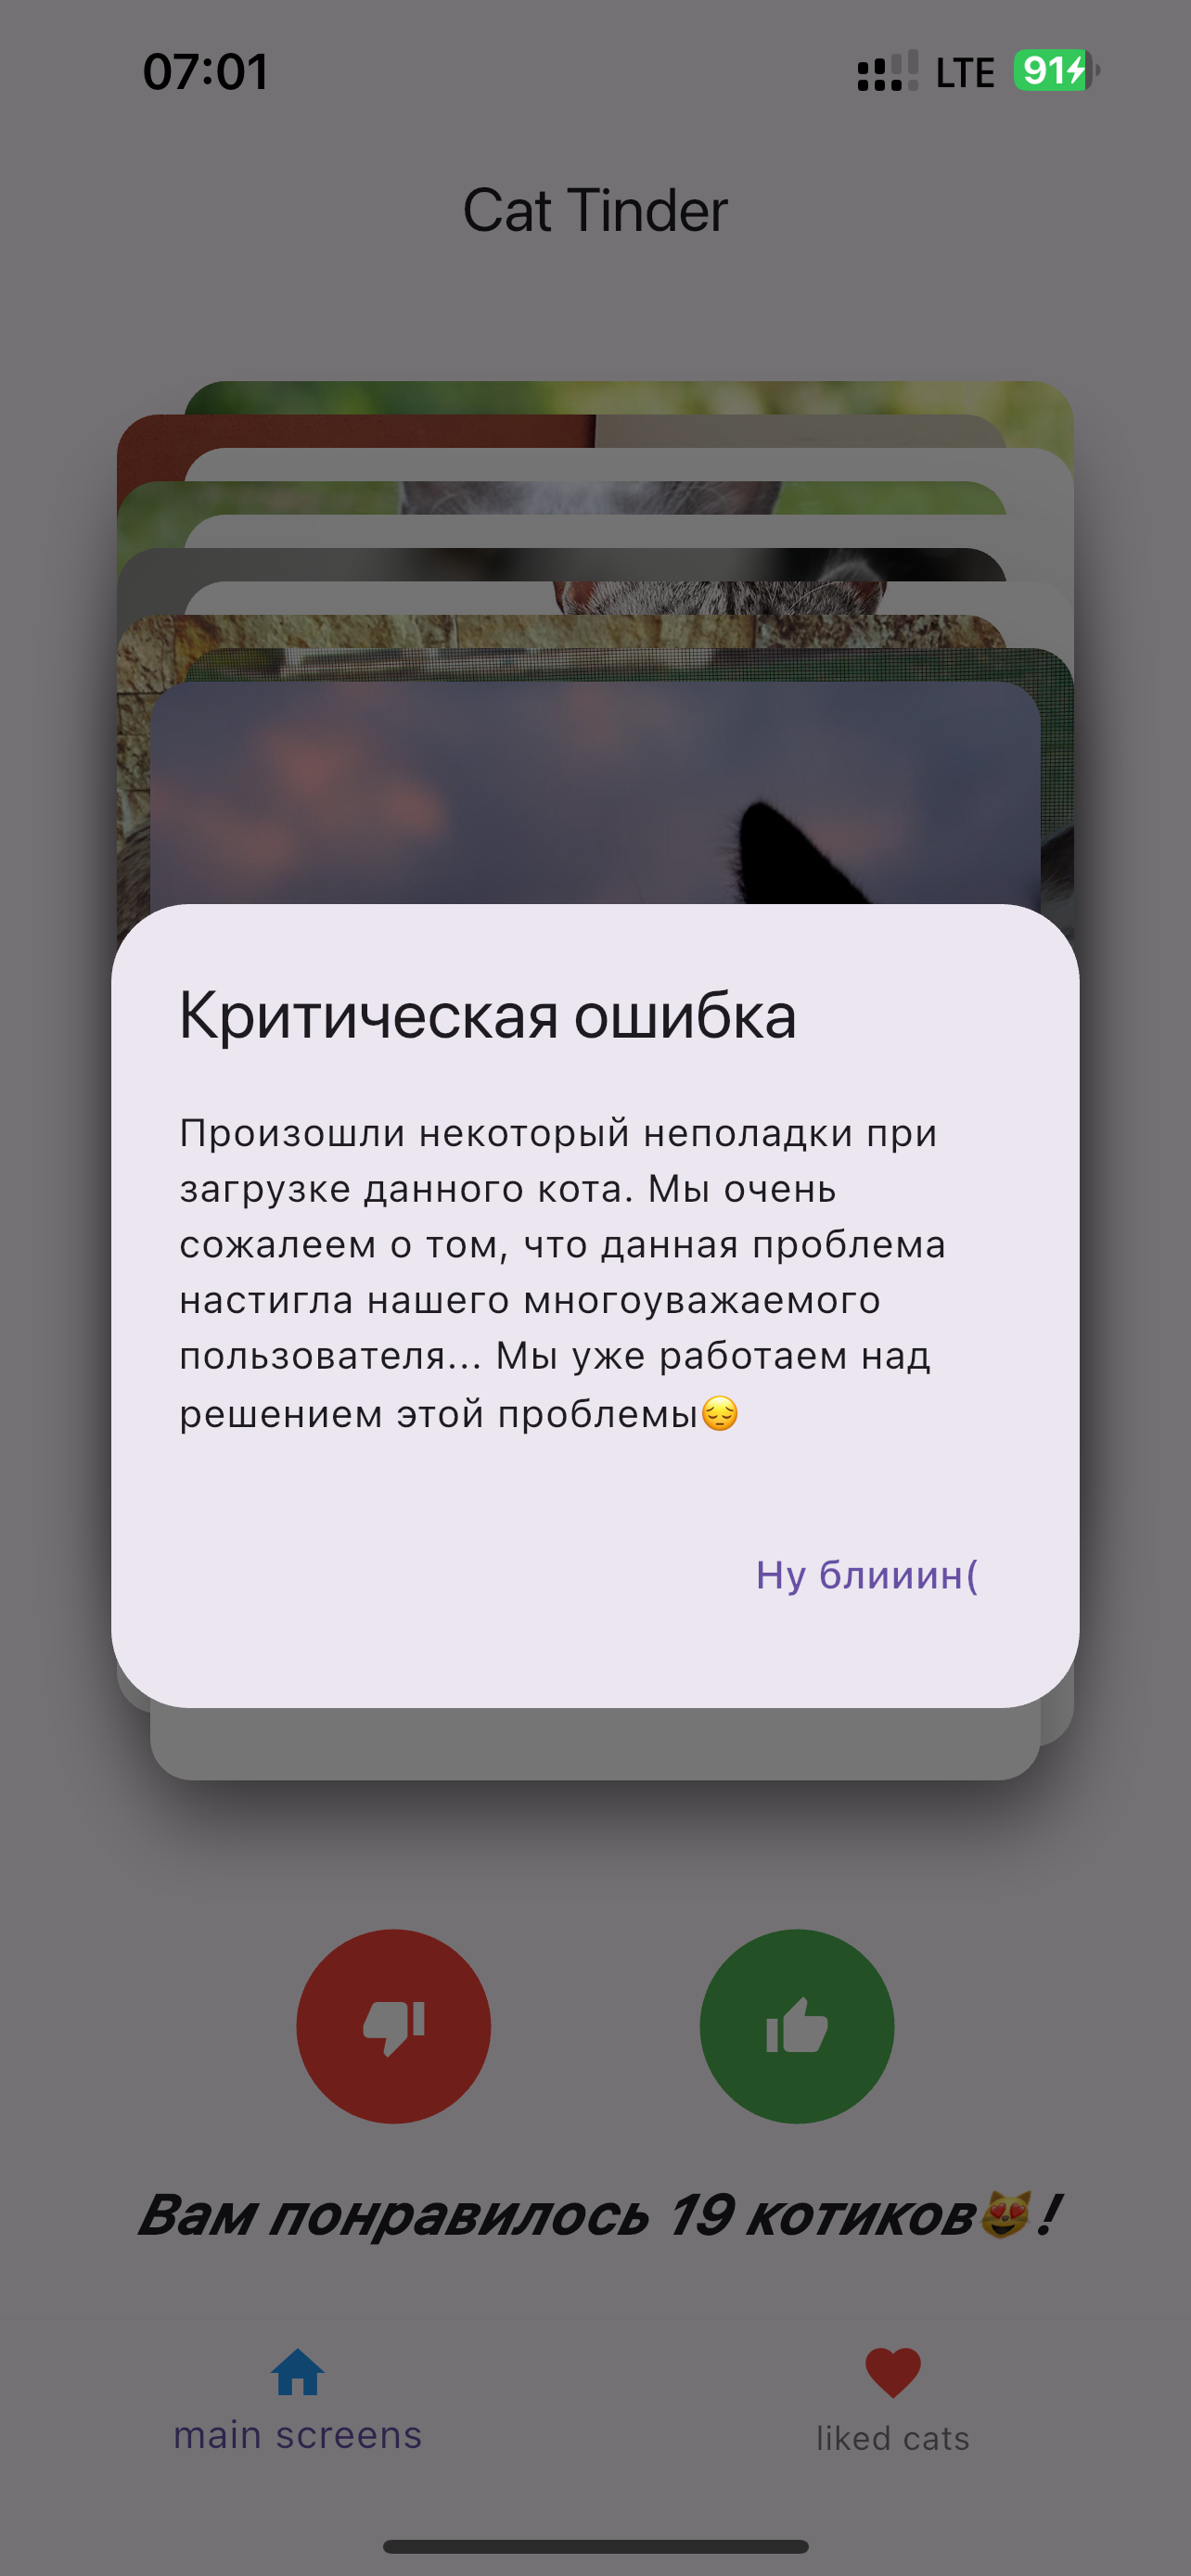 07:01 LTE 91
Cat Tinder
Критическая ошибка
Произошли некоторый неполадки при
загрузке данного кота. Мы очень
сожалеем о том, что данная проблема
настигла нашего многоуважаемого
пользователя... Мы уже работаем над
решением этой проблемы😔
Ну блииин(
Вам понравилось 19 котиков😻!
main screens
liked cats